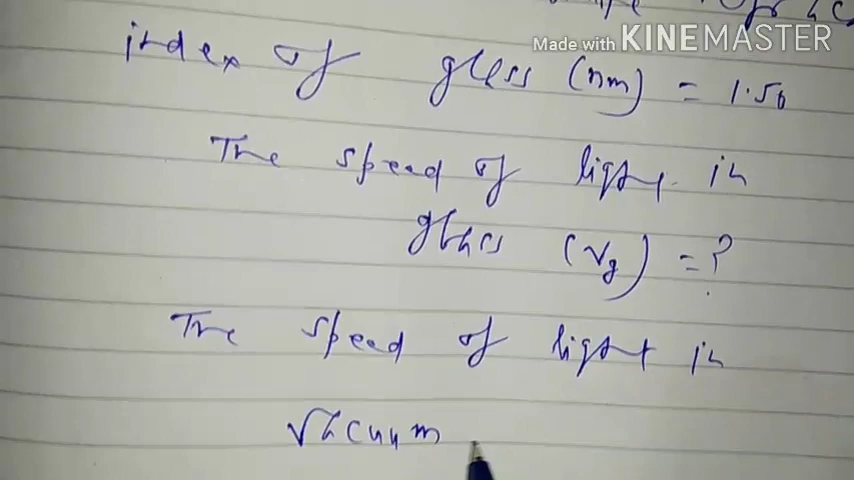 Made with KINEMASTER
index of glass (nm) = 1.50
The speed of light in
glass (vg) = ?
The speed of light in
vacuum